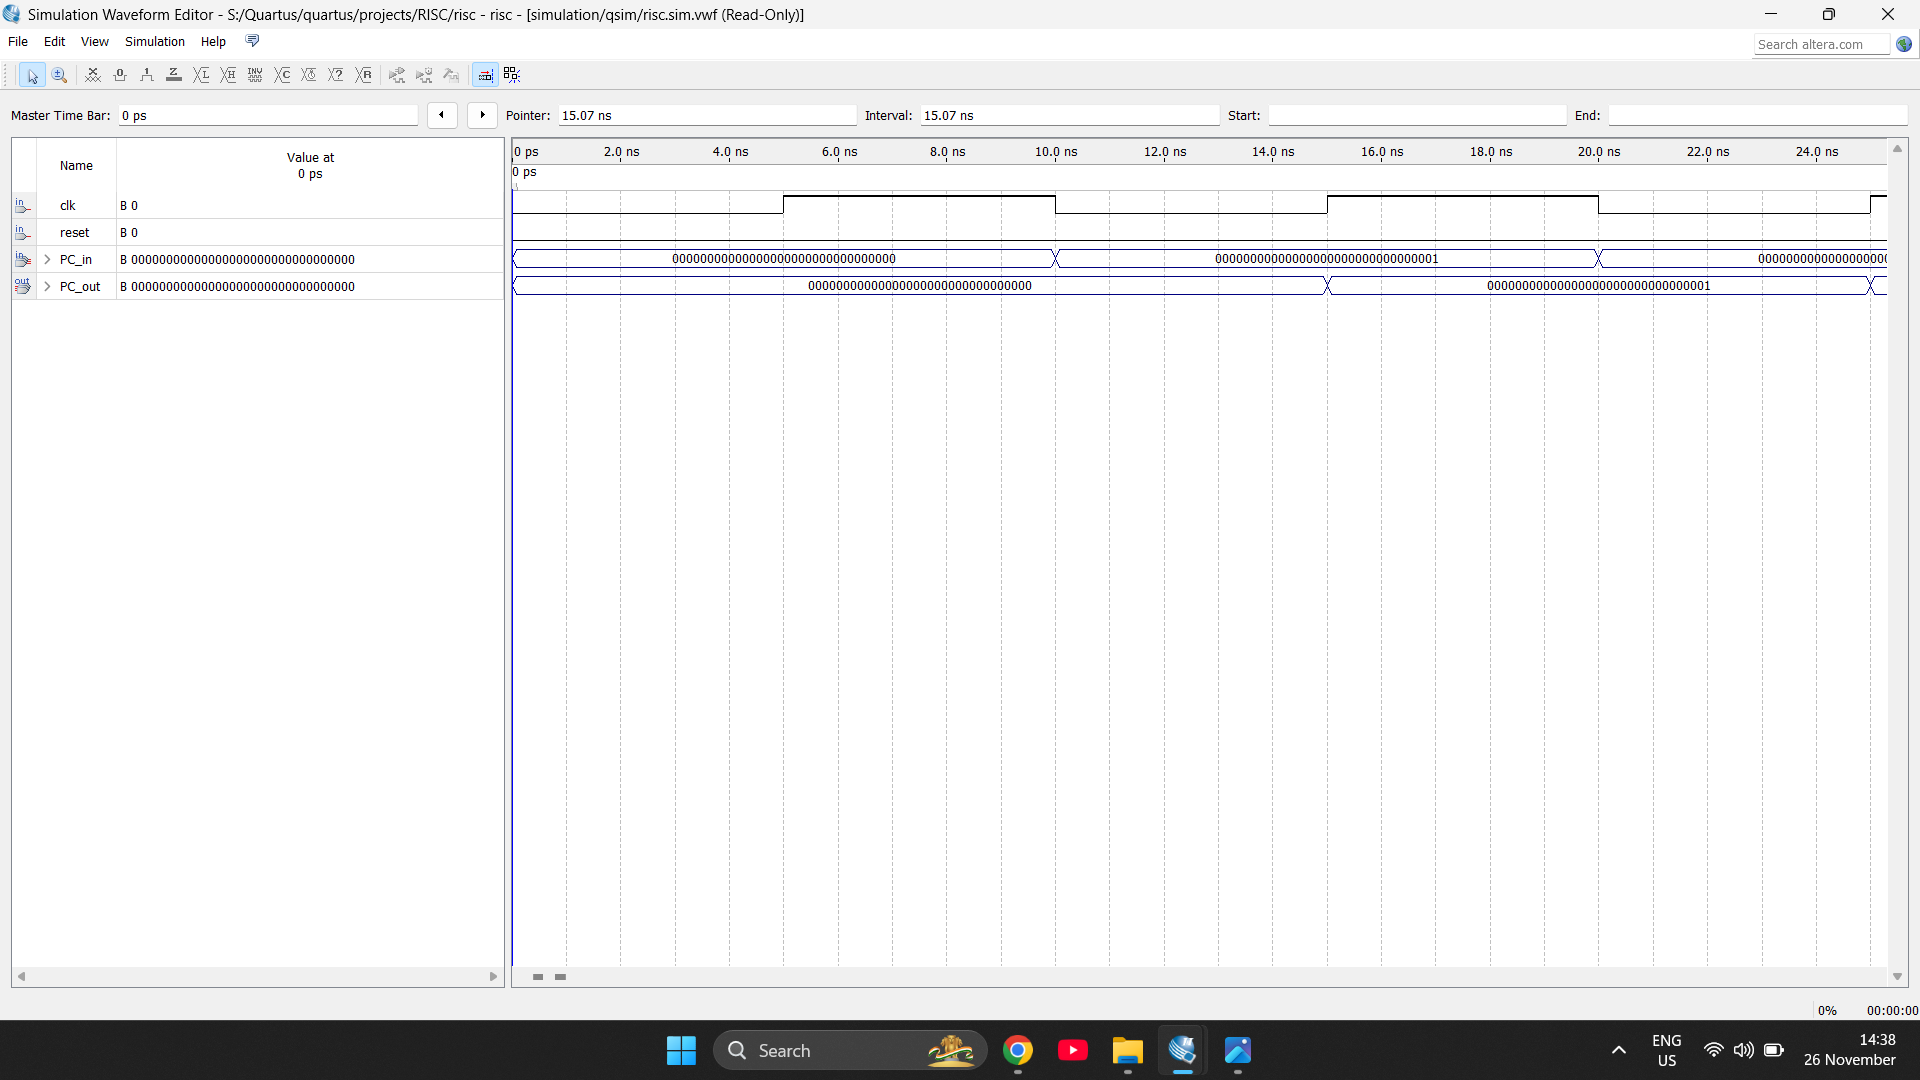 Simulation Waveform Editor - S:/Quartus/quartus/projects/RISC/risc - risc - [simulation/qsim/risc.sim.vwf (Read-Only)]
File Edit View Simulation Help
Search altera.com
Master Time Bar: 0 ps Pointer: 15.07 ns Interval: 15.07 ns Start: End:
Name Value at 0 ps
0 ps 2.0 ns 4.0 ns 6.0 ns 8.0 ns 10.0 ns 12.0 ns 14.0 ns 16.0 ns 18.0 ns 20.0 ns 22.0 ns 24.0 ns
0 ps
in clk B 0
in reset B 0
in PC_in B 00000000000000000000000000000000 00000000000000000000000000000000 00000000000000000000000000000001 0000000000000000000
out PC_out B 00000000000000000000000000000000 00000000000000000000000000000000 00000000000000000000000000000001
0% 00:00:00
Search
ENG
US
14:38
26 November